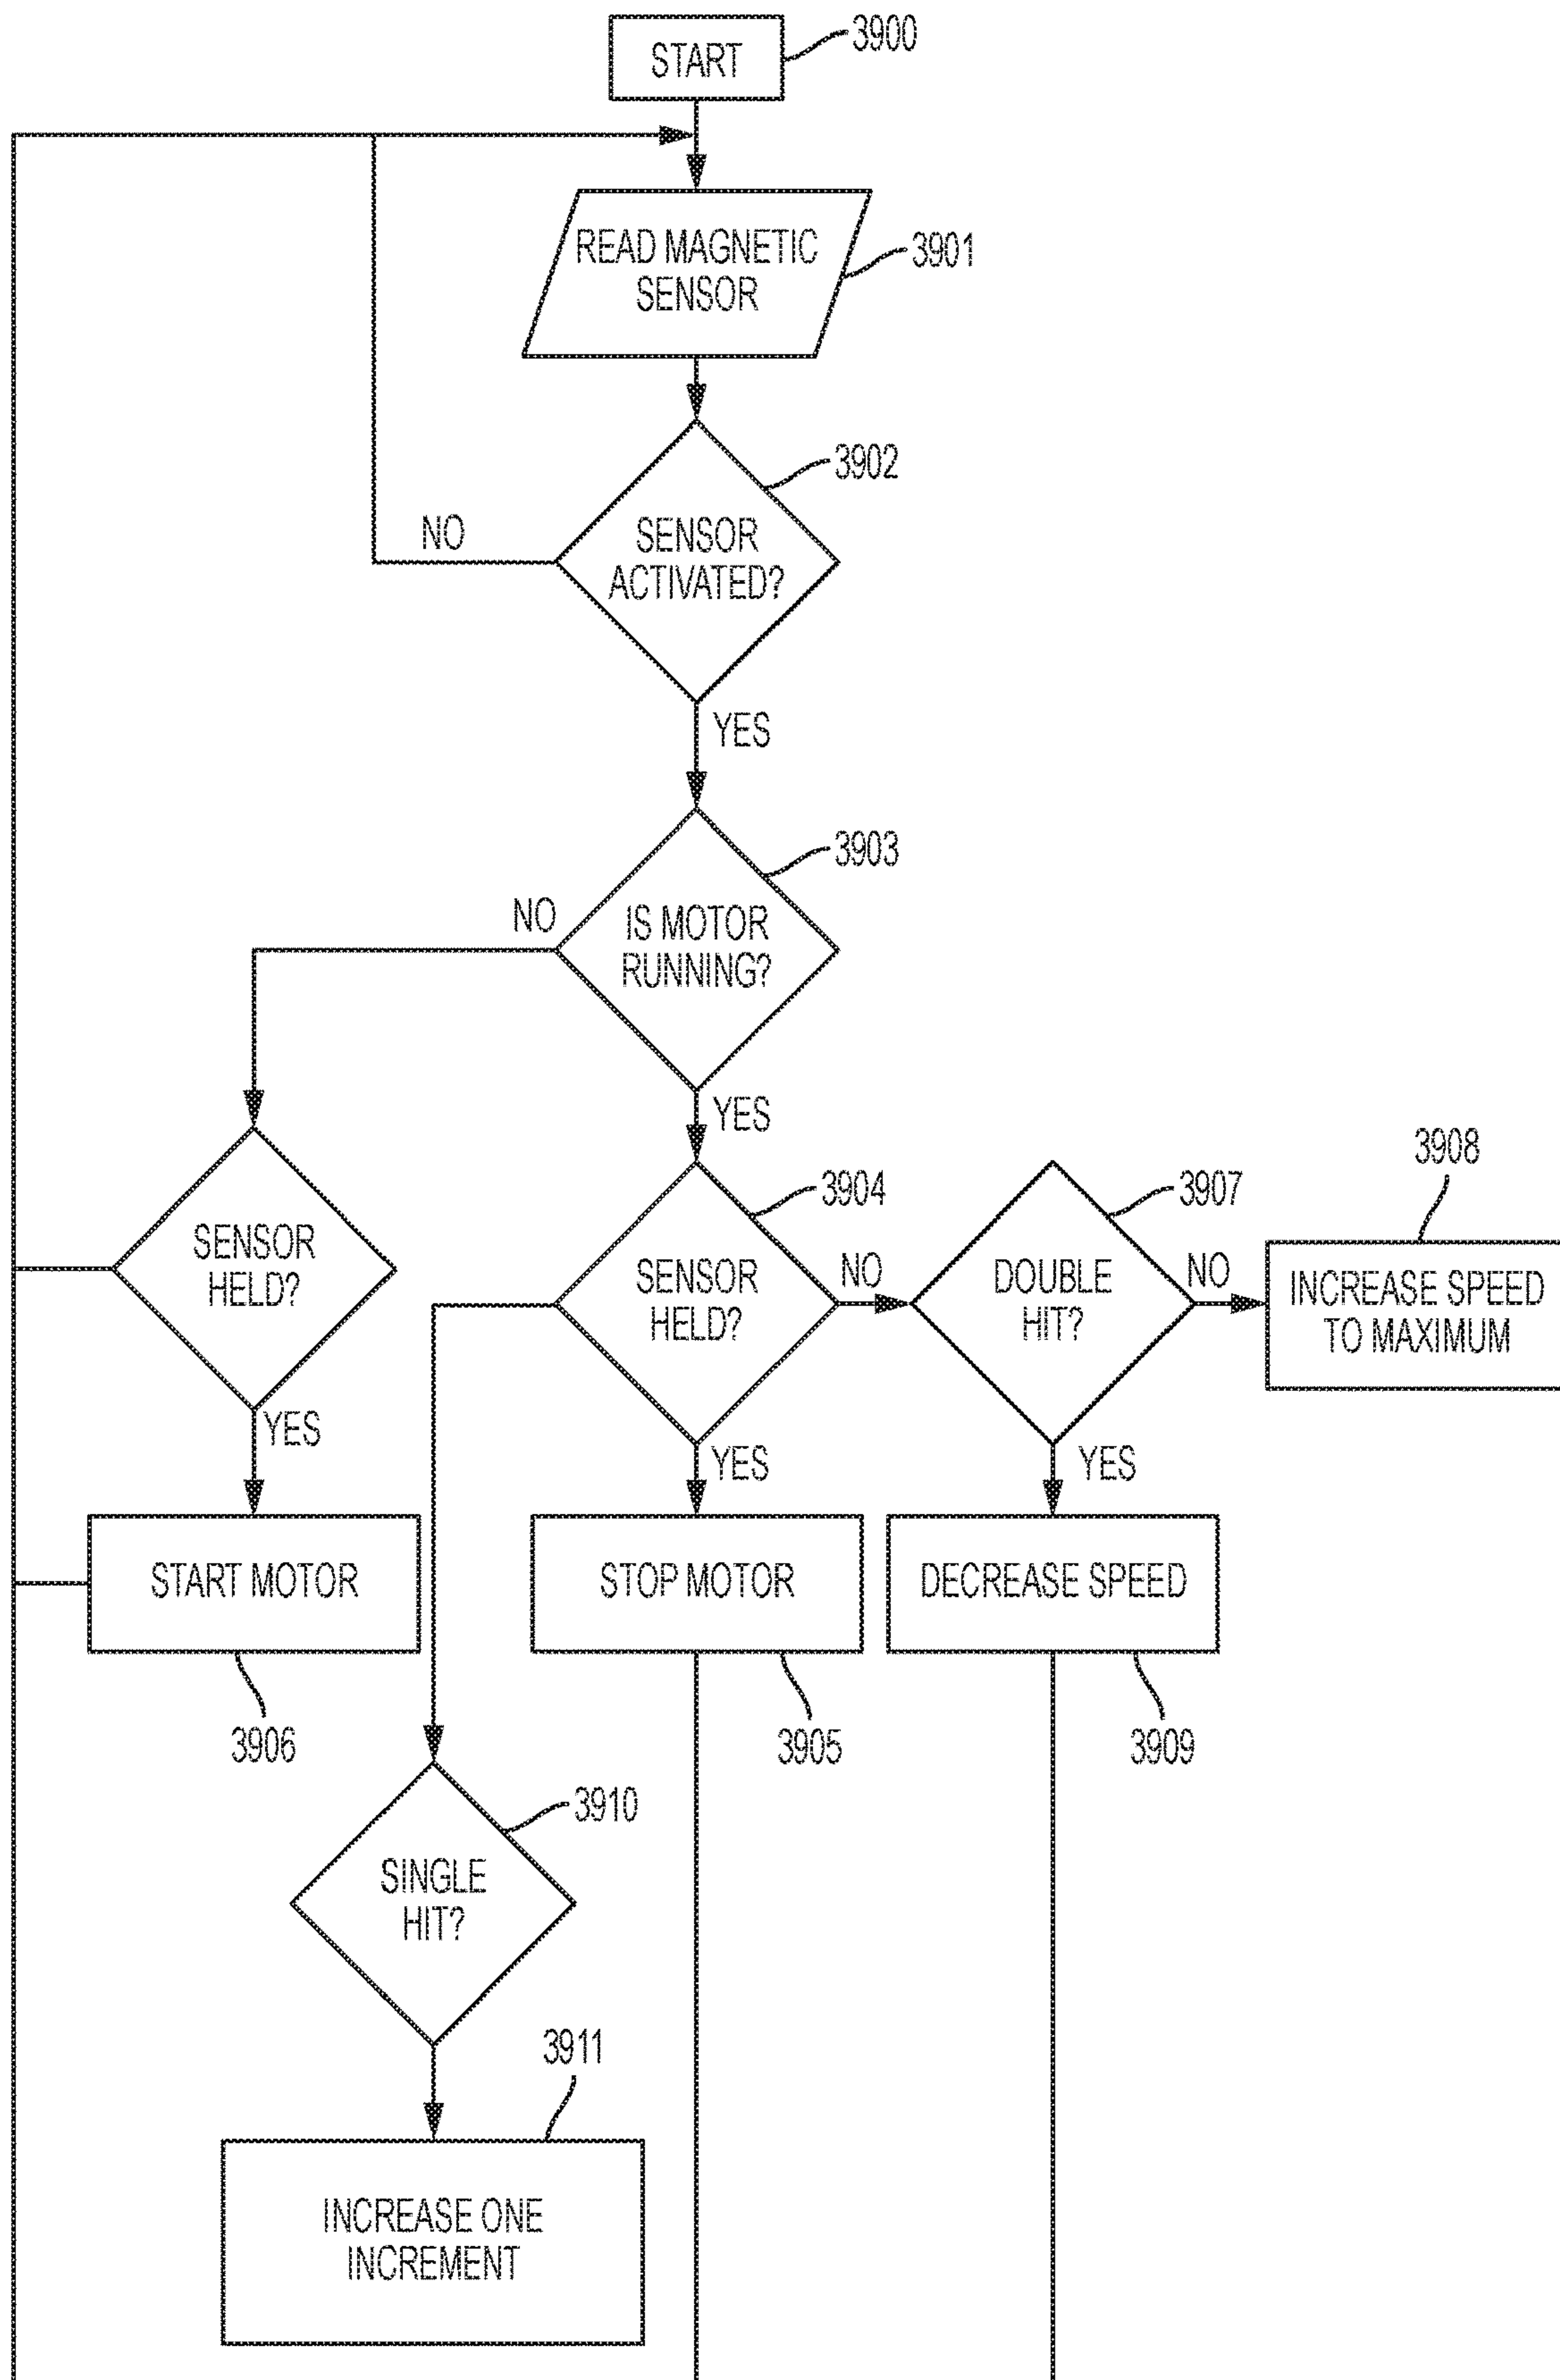 START
3900
READ MAGNETIC
SENSOR
3901
3902
SENSOR
ACTIVATED?
NO
YES
3903
IS MOTOR
RUNNING?
NO
YES
SENSOR
HELD?
YES
3904
SENSOR
HELD?
NO
YES
3907
DOUBLE
HIT?
NO
YES
3908
INCREASE SPEED
TO MAXIMUM
START MOTOR
3906
STOP MOTOR
3905
DECREASE SPEED
3909
3910
SINGLE
HIT?
3911
INCREASE ONE
INCREMENT